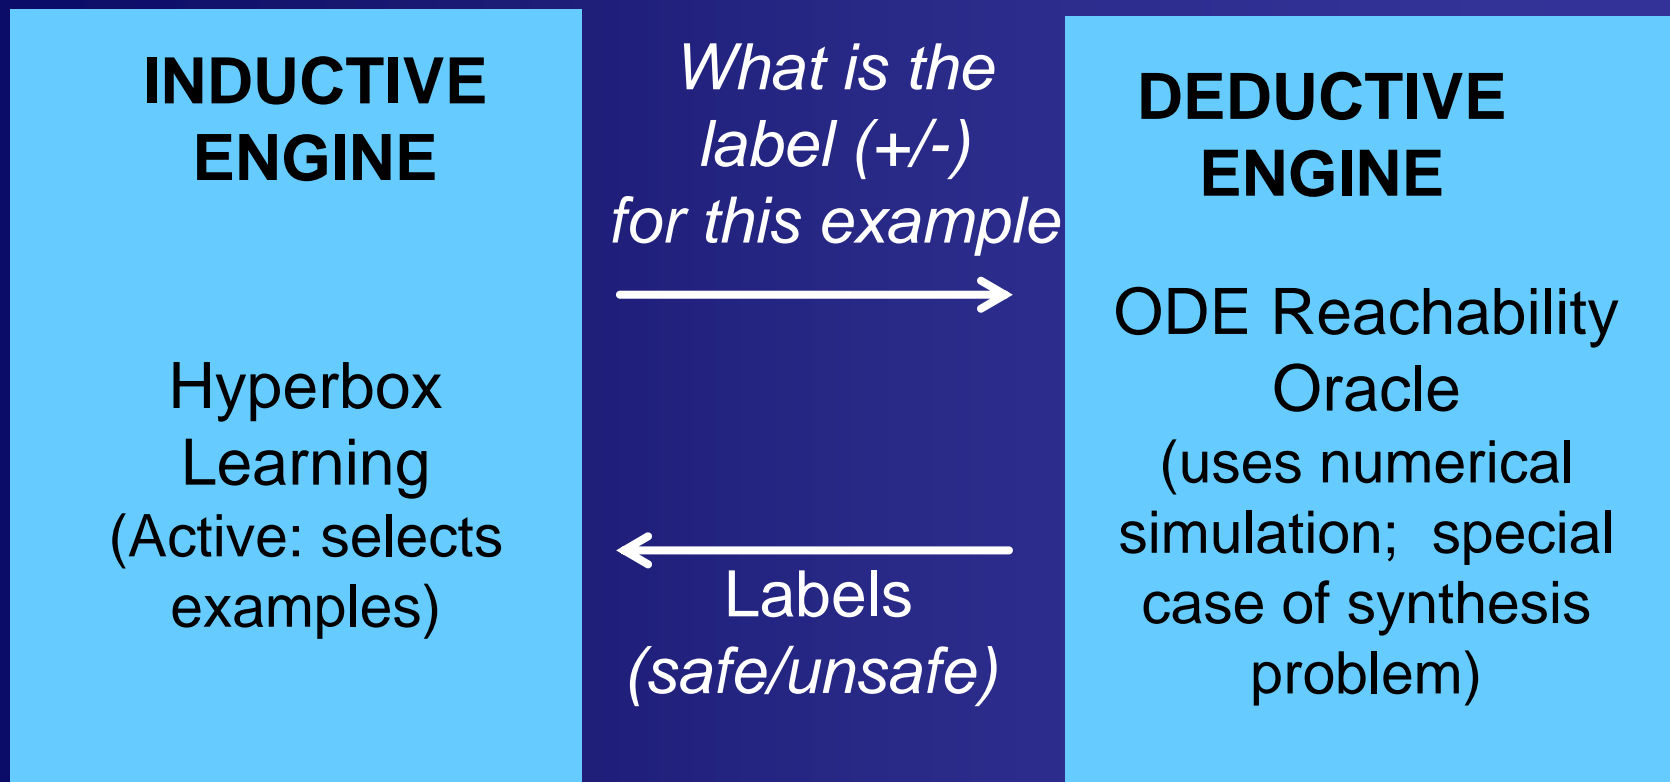 INDUCTIVE
ENGINE
Hyperbox
Learning
(Active: selects
examples)
What is the
label (+/-)
for this example
Labels
(safe/unsafe)
DEDUCTIVE
ENGINE
ODE Reachability
Oracle
(uses numerical
simulation; special
case of synthesis
problem)